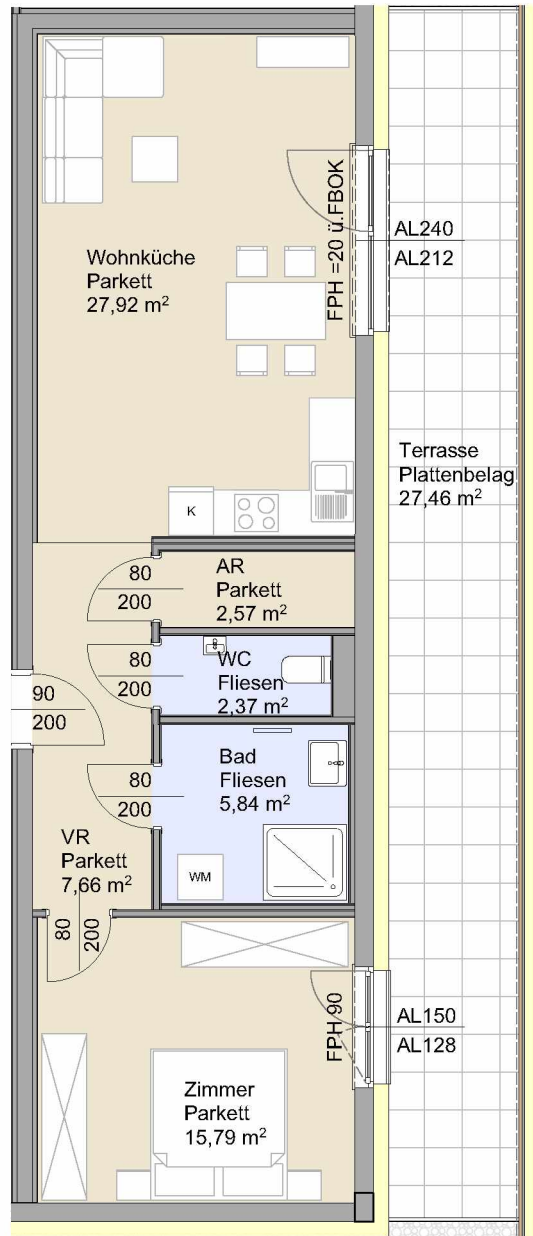 FPH =20 ü.FBOK
AL240
AL212
Wohnküche
Parkett
27,92 m²
Terrasse
Plattenbelag
27,46 m²
K
80
200
AR
Parkett
2,57 m²
80
200
WC
Fliesen
2,37 m²
90
200
80
200
Bad
Fliesen
5,84 m²
VR
Parkett
7,66 m²
WM
80
200
FPH 90
AL150
AL128
Zimmer
Parkett
15,79 m²